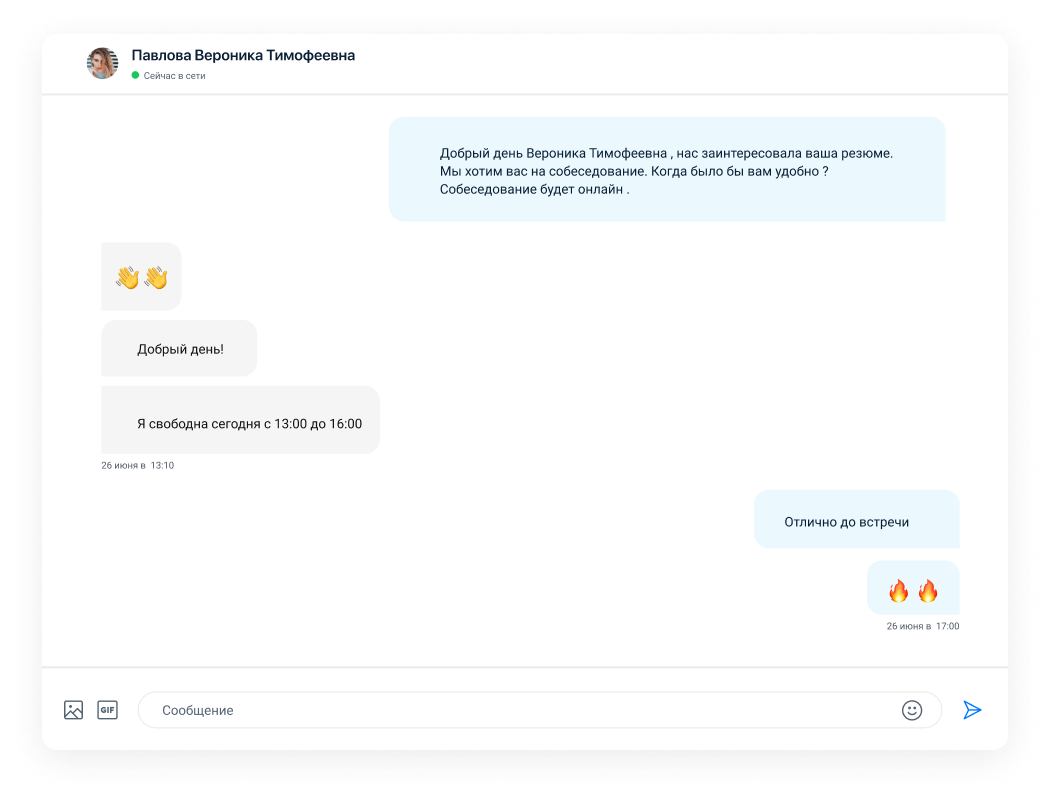 Павлова Вероника Тимофеевна
Сейчас в сети
Добрый день Вероника Тимофеевна , нас заинтересовала ваша резюме.
Мы хотим вас на собеседование. Когда было бы вам удобно ?
Собеседование будет онлайн .
👋👋
Добрый день!
Я свободна сегодня с 13:00 до 16:00
26 июня в 13:10
Отлично до встречи
🔥🔥
26 июня в 17:00
GIF
Сообщение